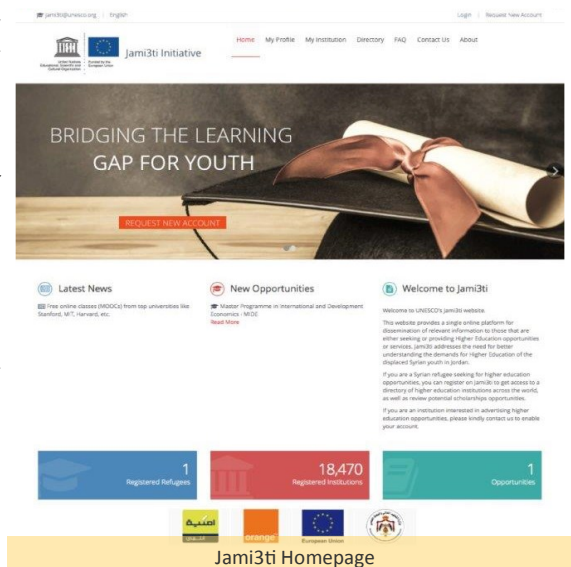 jami3ti@unesco.org English
Login Request New Account
United Nations
Educational, Scientific and
Cultural Organization
Funded by the
European Union
Jami3ti Initiative
Home My Profile My Institution Directory FAQ Contact Us About
BRIDGING THE LEARNING
GAP FOR YOUTH
REQUEST NEW ACCOUNT
Latest News
Free online classes (MOOCs) from top universities like
Stanford, MIT, Harvard, etc.
New Opportunities
Master Programme in International and Development
Economics - MIDE
Read More
Welcome to Jami3ti
Welcome to UNESCO's Jami3ti website.
This website provides a single online platform for
dissemination of relevant information to those that are
either seeking or providing Higher Education opportunities
or services. Jami3ti addresses the need for better
understanding the demands for Higher Education of the
displaced Syrian youth in Jordan.
If you are a Syrian refugee seeking for higher education
opportunities, you can register en Jami3ti to get access to a
directory of higher education institutions across the world,
as well as review potential scholarships opportunities.
If you are an institution interested in advertising higher
education opportunities, please kindly contact us to enable
your account.
1
Registered Refugees
18,470
Registered Institutions
1
Opportunities
امنية
orange
European Union
Jami3ti Homepage